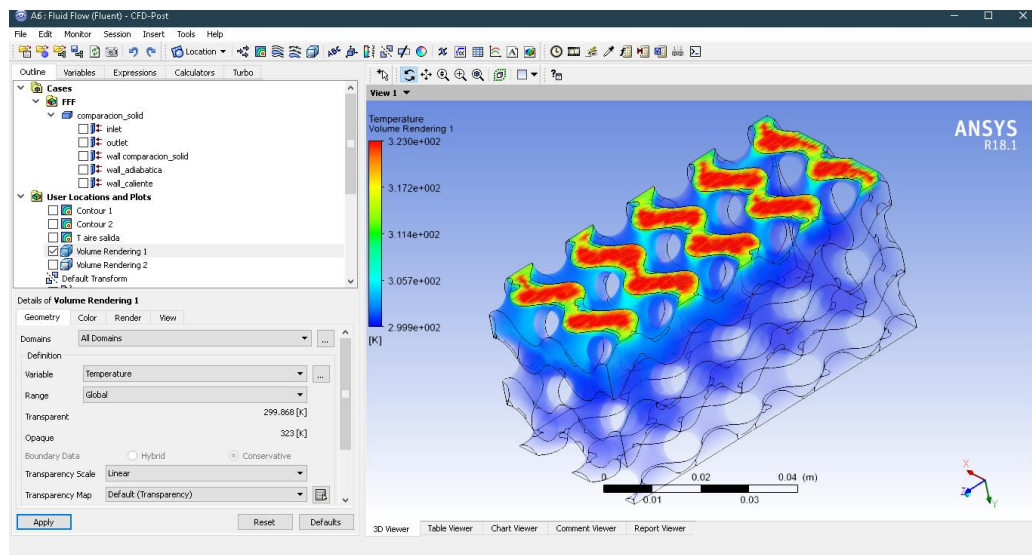 A6 : Fluid Flow (Fluent) - CFD-Post
File Edit Monitor Session Insert Tools Help
Location
Outline Variables Expressions Calculators Turbo
Cases
FFF
comparacion_solid
inlet
outlet
wall comparacion_solid
wall_adiabatica
wall_caliente
User Locations and Plots
Contour 1
Contour 2
T aire salida
Volume Rendering 1
Volume Rendering 2
Default Transform
Details of Volume Rendering 1
Geometry Color Render View
Domains All Domains ...
Definition
Variable Temperature ...
Range Global
Transparent 299.868 [K]
Opaque 323 [K]
Boundary Data Hybrid Conservative
Transparency Scale Linear
Transparency Map Default (Transparency)
Apply Reset Defaults
View 1
Temperature
Volume Rendering 1
3.230e+002
3.172e+002
3.114e+002
3.057e+002
2.999e+002
[K]
ANSYS
R18.1
0 0.02 0.04 (m)
0.01 0.03
X
Z Y
3D Viewer Table Viewer Chart Viewer Comment Viewer Report Viewer